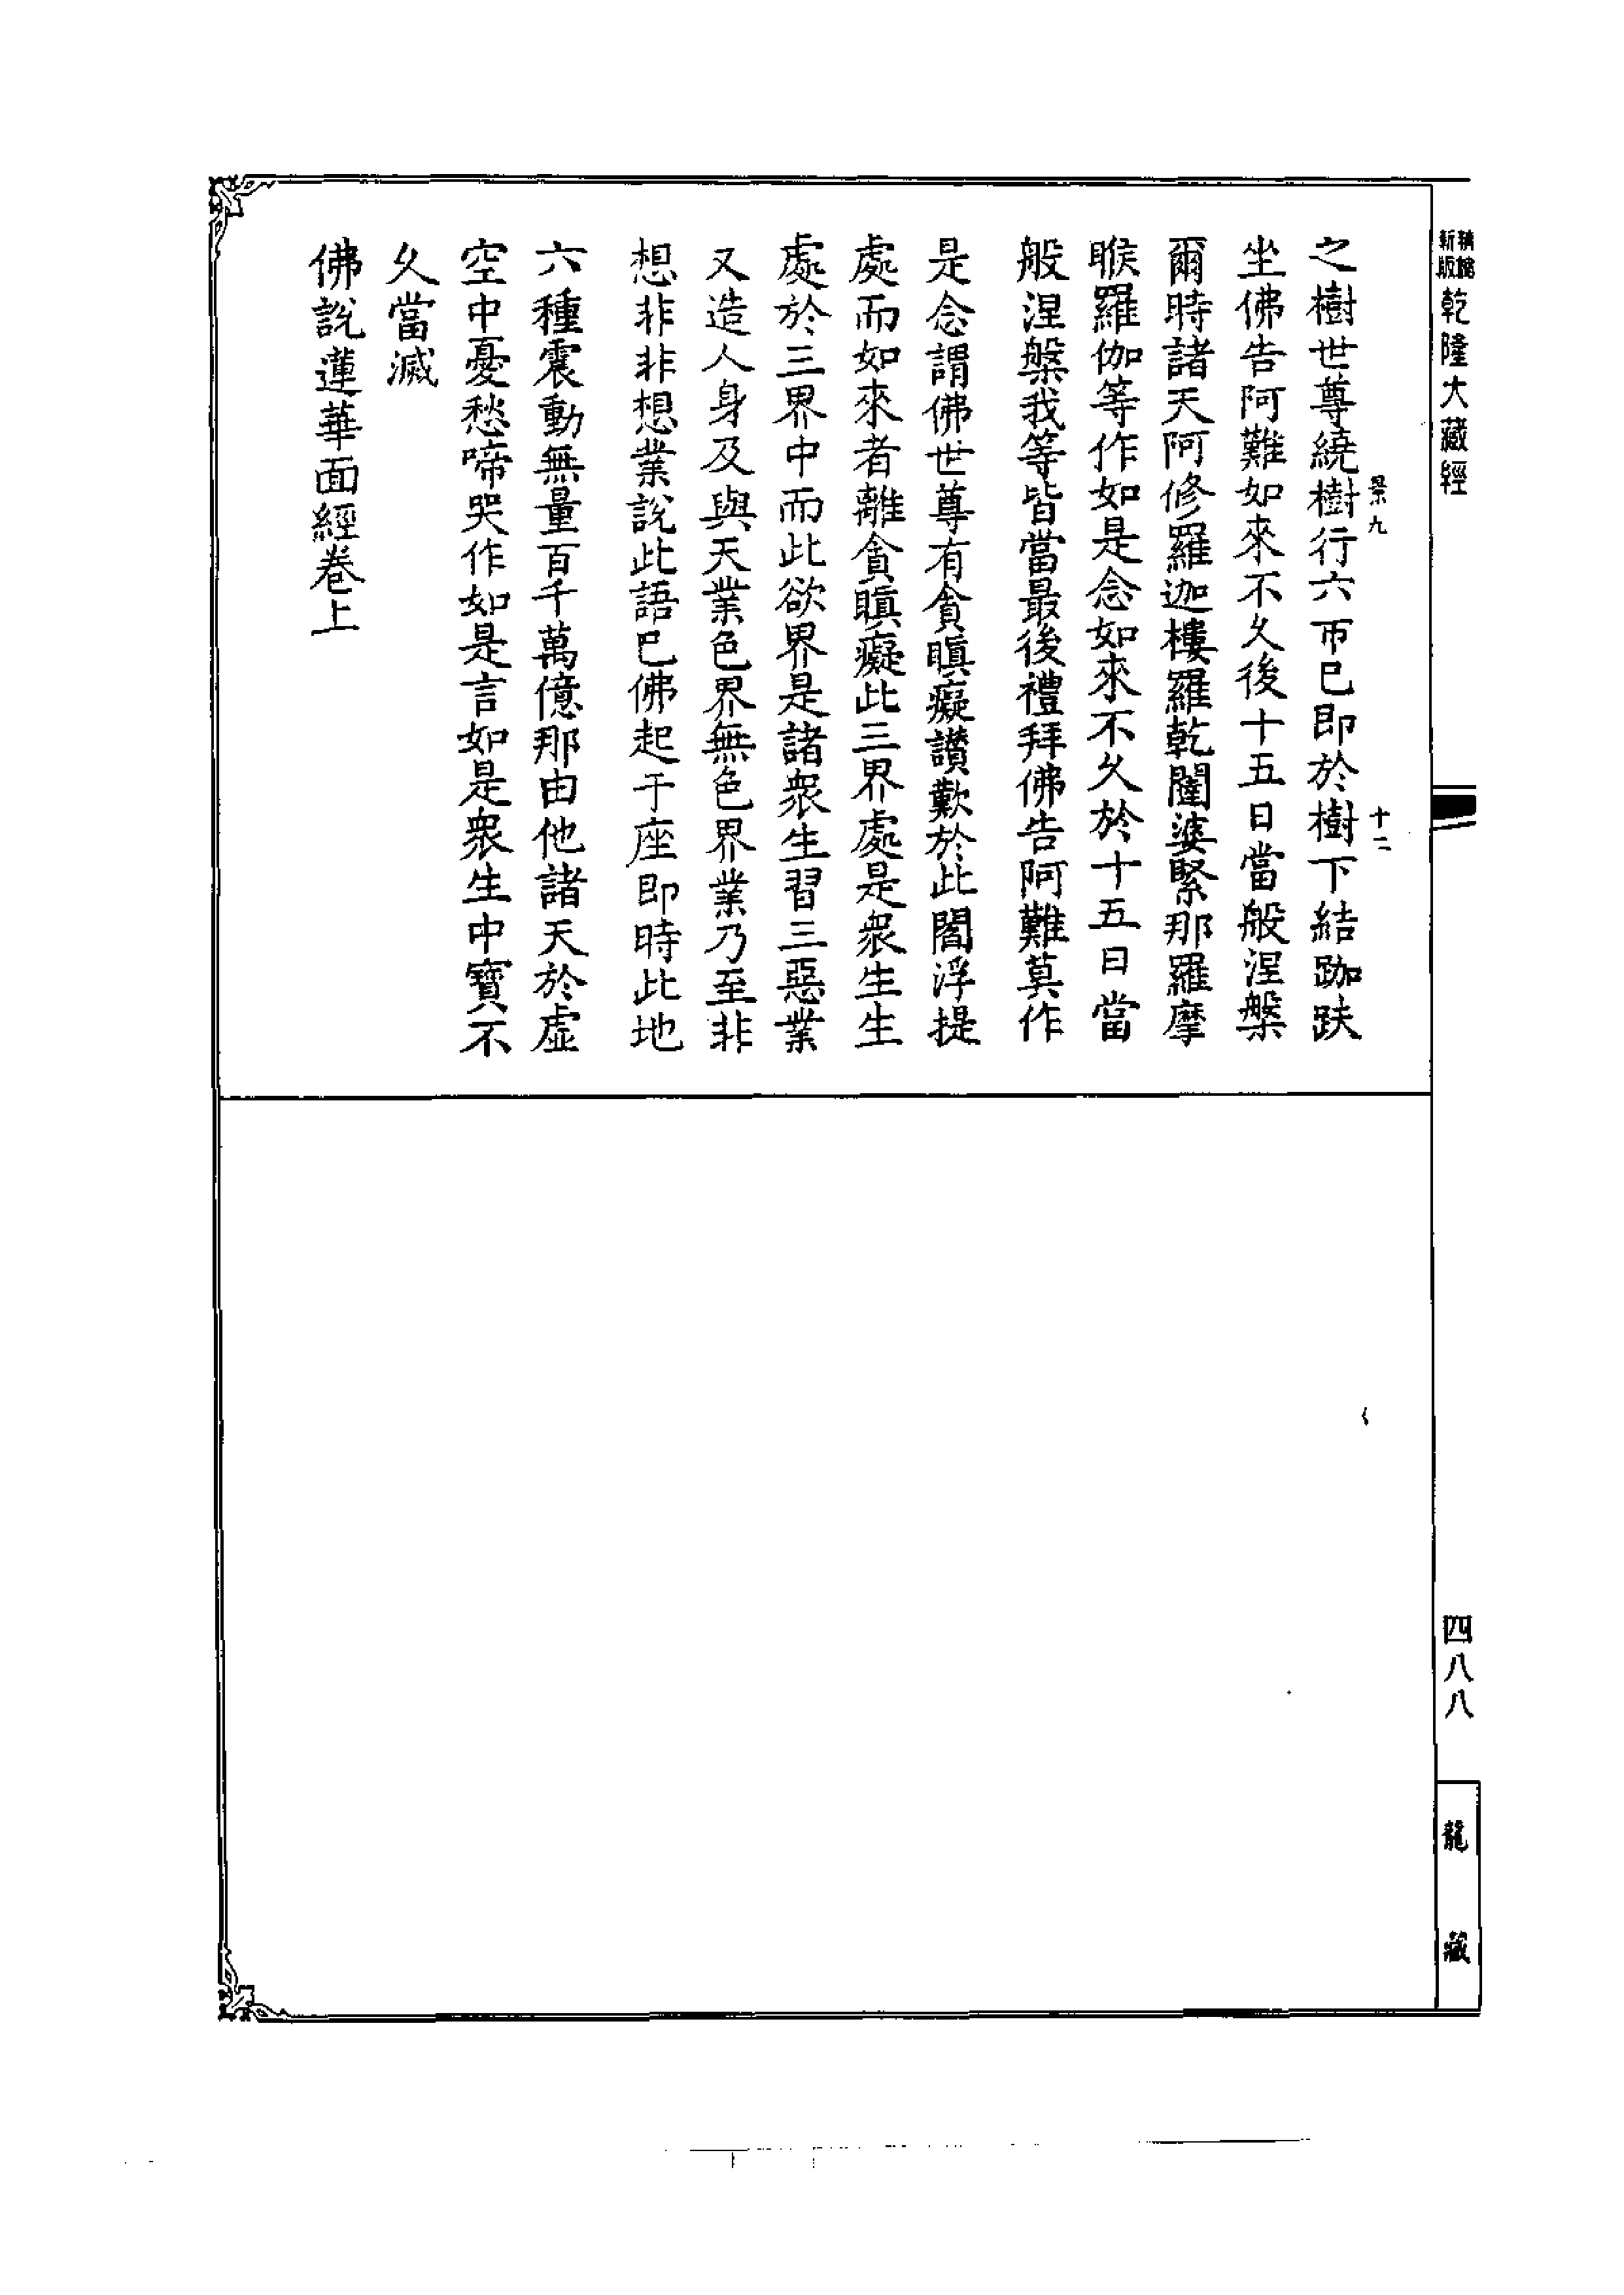 新版
精縮
乾隆大藏經
四八八
龍藏
九
十二
之樹世尊繞樹行六帀巳即於樹下結跏趺
坐佛告阿難如來不久後十五日當般涅槃
爾時諸天阿修羅迦樓羅乾闥婆緊那羅摩
睺羅伽等作如是念如來不久於十五日當
般涅槃我等皆當最後禮拜佛告阿難莫作
是念謂佛世尊有貪瞋癡讃歎於此閻浮提
處而如來者離貪瞋癡此三界處是衆生生
處於三界中而此欲界是諸衆生習三惡業
又造人身及與天業色界無色界業乃至非
想非非想業說此語巳佛起于座即時此地
六種震動無量百千萬億那由他諸天於虛
空中憂愁啼哭作如是言如是衆生中寳不
久當滅
佛說蓮華面經卷上